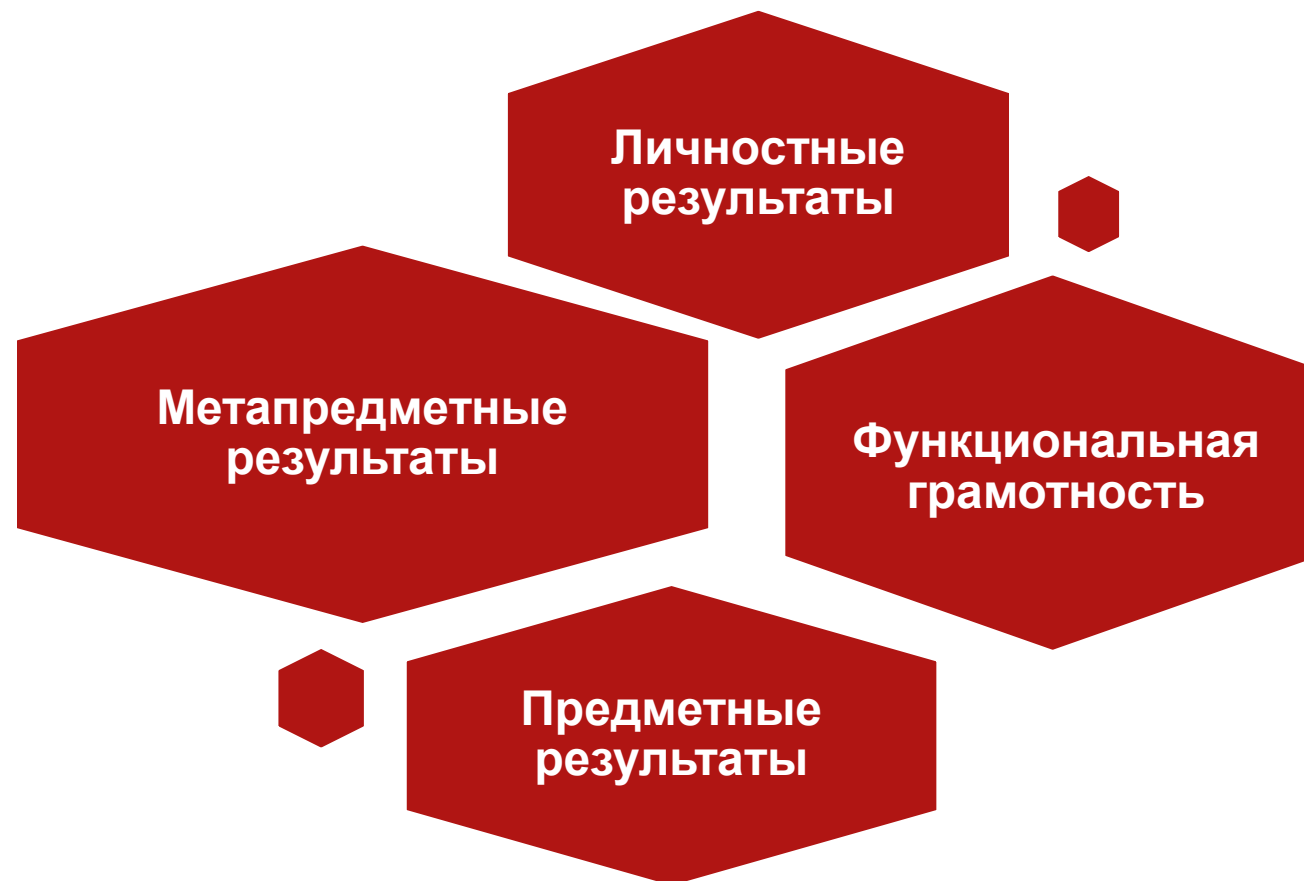 Личностные
результаты
Метапредметные
результаты
Функциональная
грамотность
Предметные
результаты